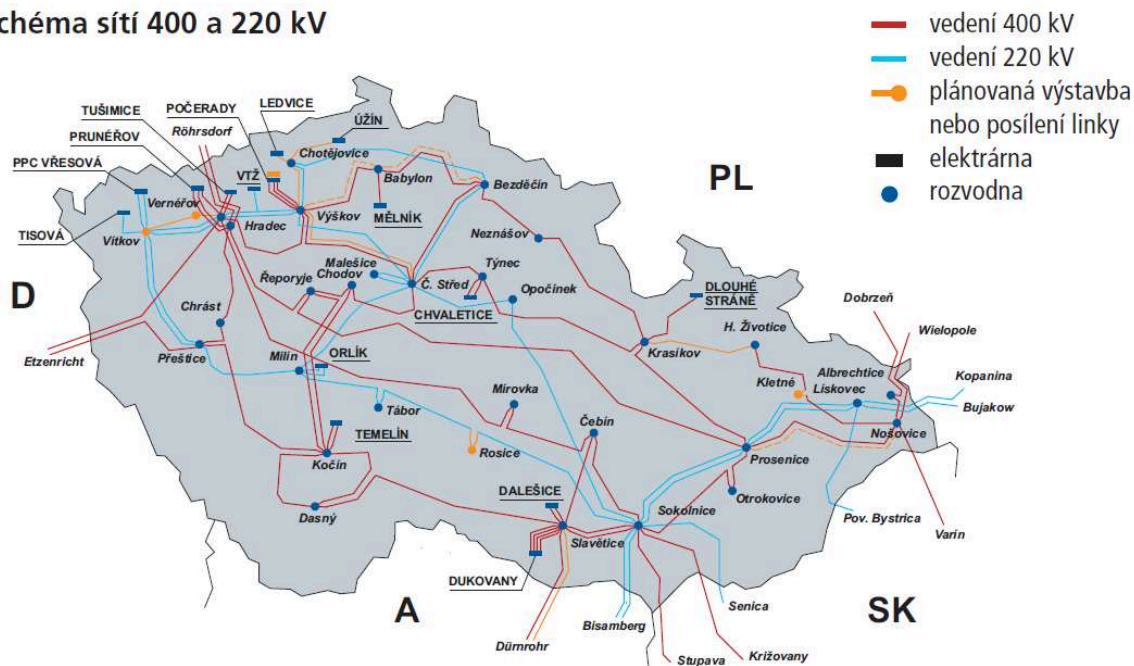 chéma sítí 400 a 220 kV
vedení 400 kV
vedení 220 kV
plánovaná výstavba
nebo posílení linky
elektrárna
rozvodna
LEDVICE
POČERADY
TUŠIMICE
ÚŽÍN
Röhrsdorf
PRUNÉŘOV
Chotějovice
PPC VŘESOVÁ
VTŽ
Babylon
Bezděčín
PL
Vernéřov
Výškov
MĚLNÍK
TISOVÁ
Vítkov
Hradec
Neznášov
Malešice
Chodov
Týnec
Řeporyje
Č. Střed
Opočínek
DLOUHÉ
STRÁNĚ
D
CHVALETICE
Dobrzeň
Chrást
H. Životice
Wielopole
Krasíkov
Etzenricht
Přeštice
Milín
ORLÍK
Albrechtice
Kopanina
Kletné
Lískovec
Mírovka
Bujakow
Tábor
Čebín
Nošovice
TEMELÍN
Rosice
Prosenice
Kočín
DALEŠICE
Otrokovice
Dasný
Sokolnice
Pov. Bystrica
Slavětice
Varín
DUKOVANY
Senica
A
SK
Bisamberg
Dürnrohr
Stupava
Križovany